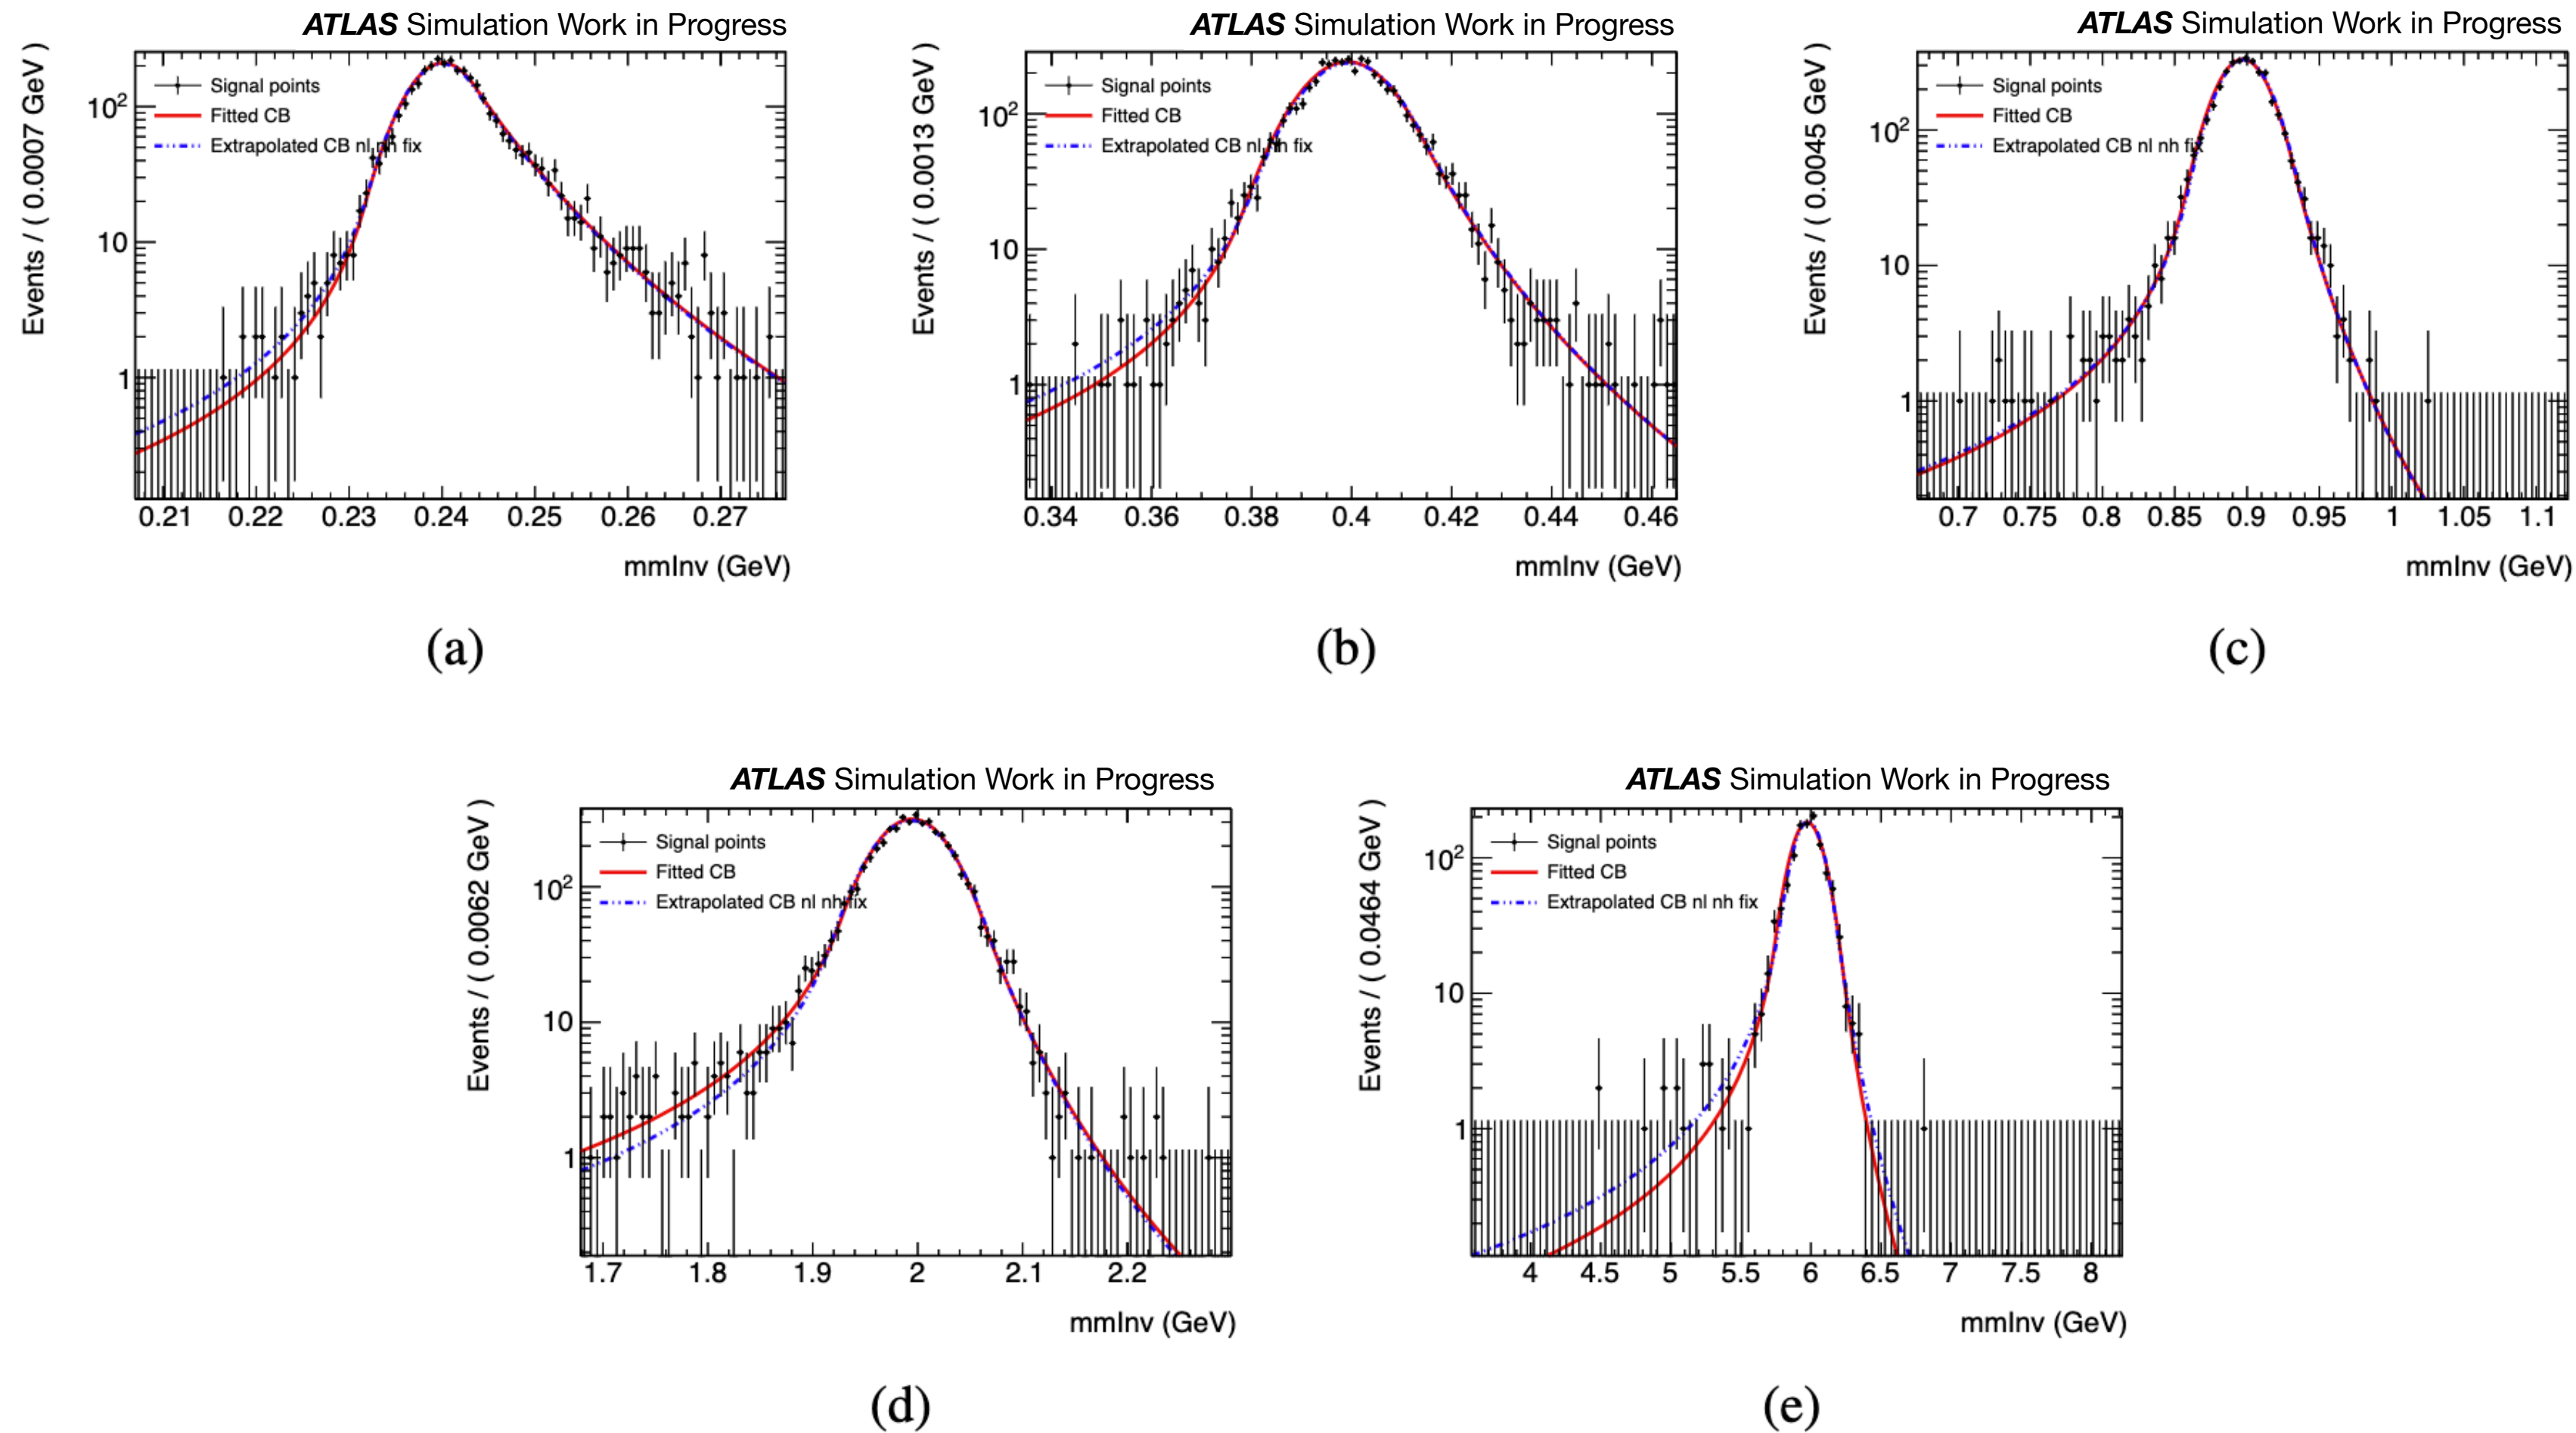 ATLAS Simulation Work in Progress
Events / ( 0.0007 GeV )
Signal points
Fitted CB
Extrapolated CB nl nh fix
10²
10
1
0.21 0.22 0.23 0.24 0.25 0.26 0.27
mmInv (GeV)
(a)
ATLAS Simulation Work in Progress
Events / ( 0.0013 GeV )
Signal points
Fitted CB
Extrapolated CB nl nh fix
10²
10
1
0.34 0.36 0.38 0.4 0.42 0.44 0.46
mmInv (GeV)
(b)
ATLAS Simulation Work in Progress
Events / ( 0.0045 GeV )
Signal points
Fitted CB
Extrapolated CB nl nh fix
10²
10
1
0.7 0.75 0.8 0.85 0.9 0.95 1 1.05 1.1
mmInv (GeV)
(c)
ATLAS Simulation Work in Progress
Events / ( 0.0062 GeV )
Signal points
Fitted CB
Extrapolated CB nl nh fix
10²
10
1
1.7 1.8 1.9 2 2.1 2.2
mmInv (GeV)
(d)
ATLAS Simulation Work in Progress
Events / ( 0.0464 GeV )
Signal points
Fitted CB
Extrapolated CB nl nh fix
10²
10
1
4 4.5 5 5.5 6 6.5 7 7.5 8
mmInv (GeV)
(e)